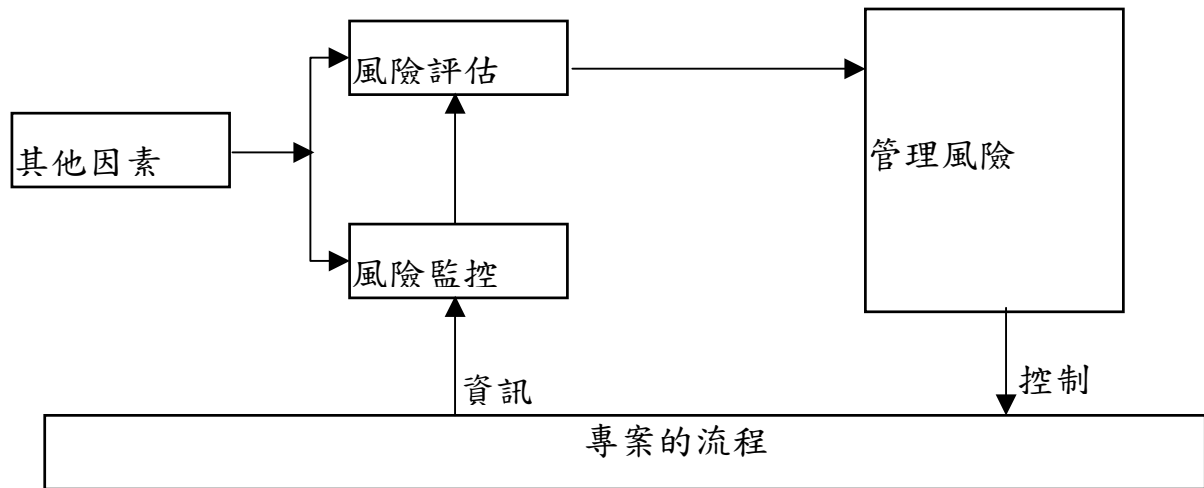 風險評估
其他因素
管理風險
風險監控
資訊
控制
專案的流程